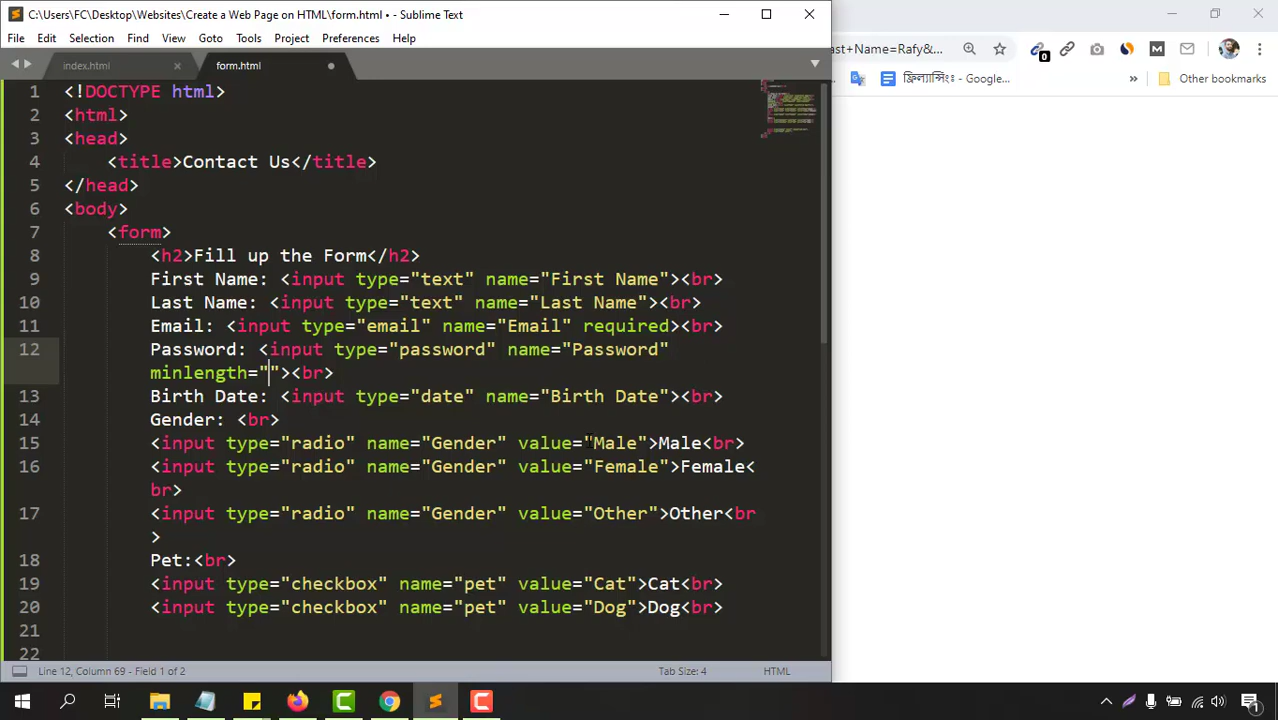 C:\Users\FC\Desktop\Websites\Create a Web Page on HTML\form.html • - Sublime Text
File Edit Selection Find View Goto Tools Project Preferences Help
index.html form.html
1 <!DOCTYPE html>
2 <html>
3 <head>
4 <title>Contact Us</title>
5 </head>
6 <body>
7 <form>
8 <h2>Fill up the Form</h2>
9 First Name: <input type="text" name="First Name"><br>
10 Last Name: <input type="text" name="Last Name"><br>
11 Email: <input type="email" name="Email" required><br>
12 Password: <input type="password" name="Password"
minlength=""><br>
13 Birth Date: <input type="date" name="Birth Date"><br>
14 Gender: <br>
15 <input type="radio" name="Gender" value="Male">Male<br>
16 <input type="radio" name="Gender" value="Female">Female<
br>
17 <input type="radio" name="Gender" value="Other">Other<br
>
18 Pet:<br>
19 <input type="checkbox" name="pet" value="Cat">Cat<br>
20 <input type="checkbox" name="pet" value="Dog">Dog<br>
21
22
Line 12, Column 69 - Field 1 of 2 Tab Size: 4 HTML
ast+Name=Rafy&... 0 M
ফ্রিল্যান্সিং - Google... » Other bookmarks
1